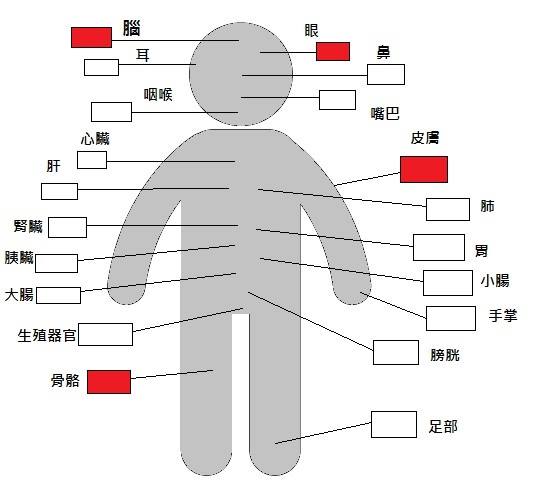 腦
眼
耳
鼻
咽喉
嘴巴
心臟
皮膚
肝
肺
腎臟
胃
胰臟
小腸
大腸
手掌
生殖器官
膀胱
骨骼
足部